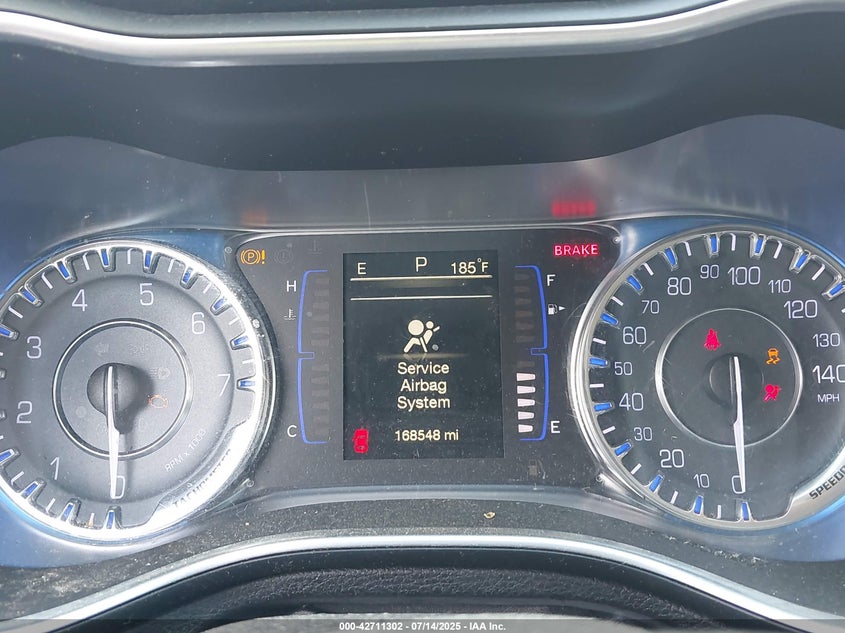 E P 185°F
BRAKE
H
F
Service
Airbag
System
168548 mi
C
E
0 1 2 3 4 5 6 7
RPM x 1000
TACHOMETER
0 10 20 30 40 50 60 70 80 90 100 110 120 130 140
MPH
SPEEDO
(P)!
000-42711302 - 07/14/2025 - IAA Inc.